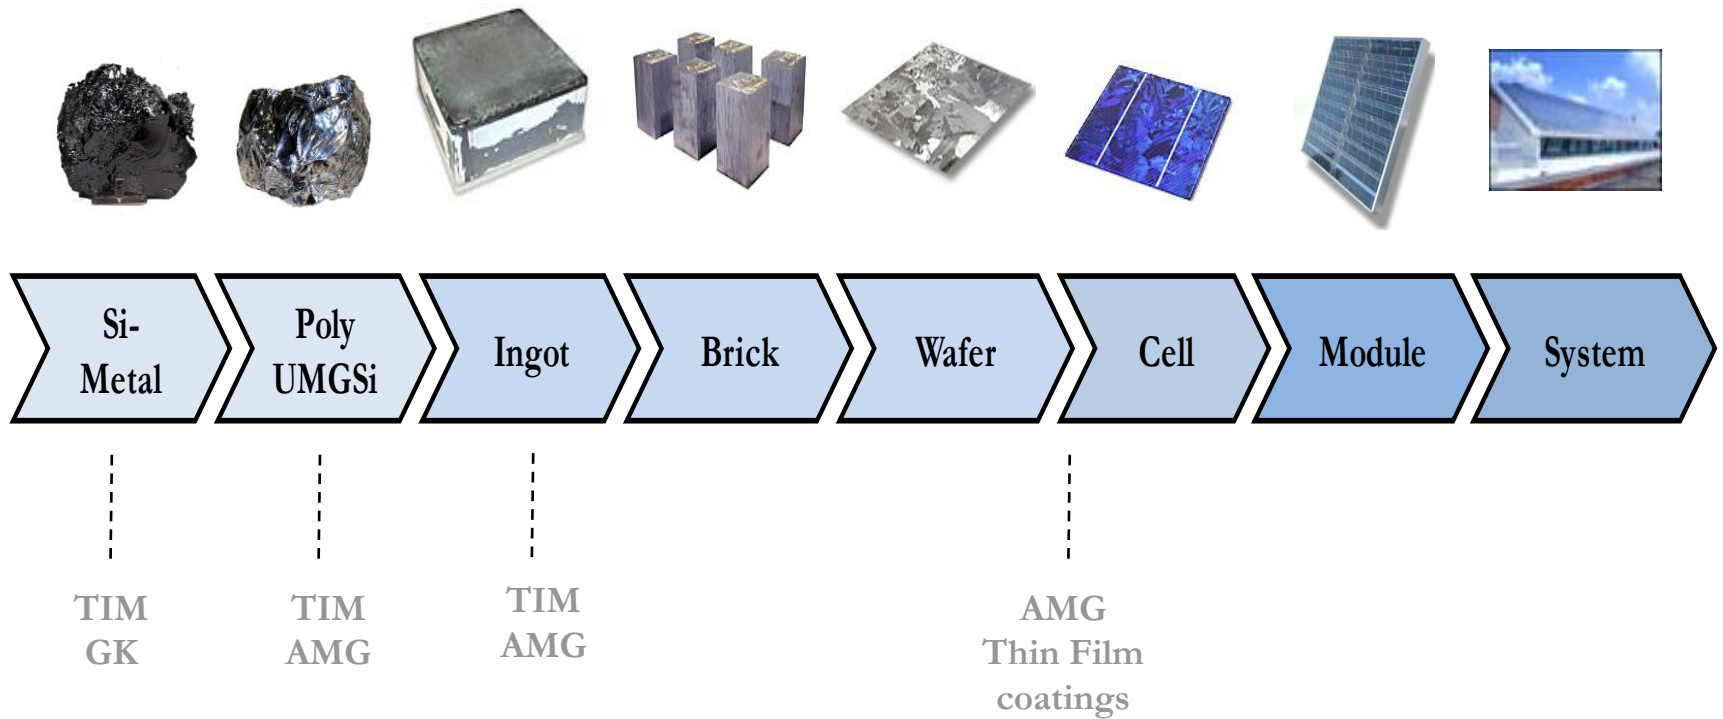 Si-
Metal
Poly
UMGSi
Ingot
Brick
Wafer
Cell
Module
System
TIM
GK
TIM
AMG
TIM
AMG
AMG
Thin Film
coatings